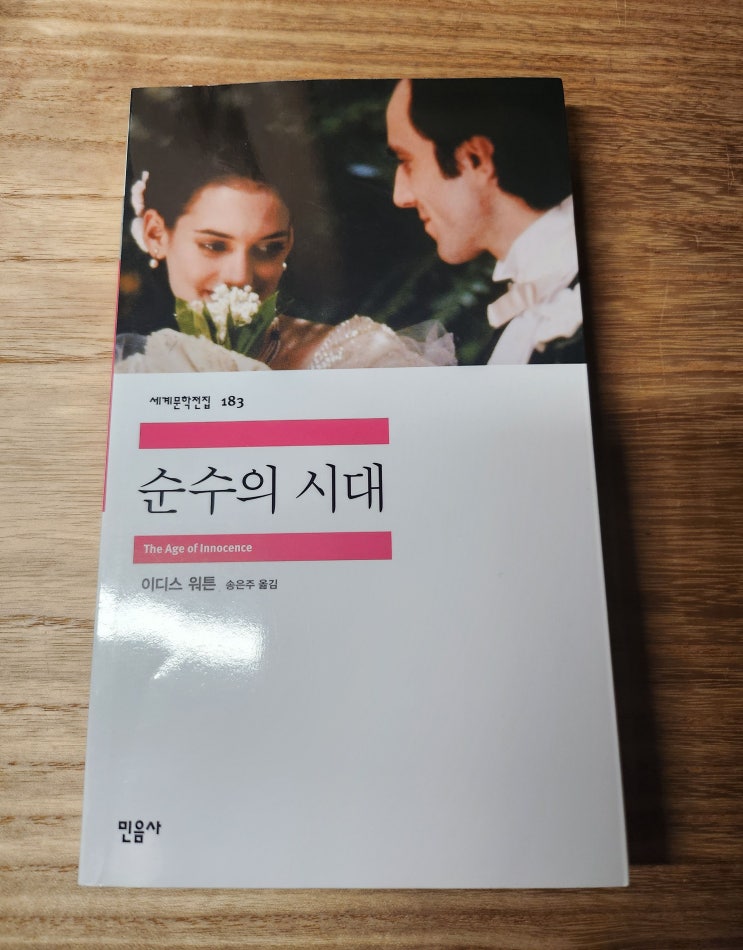 세계문학전집 183
순수의 시대
The Age of Innocence
이디스 워튼 송은주 옮김
민음사